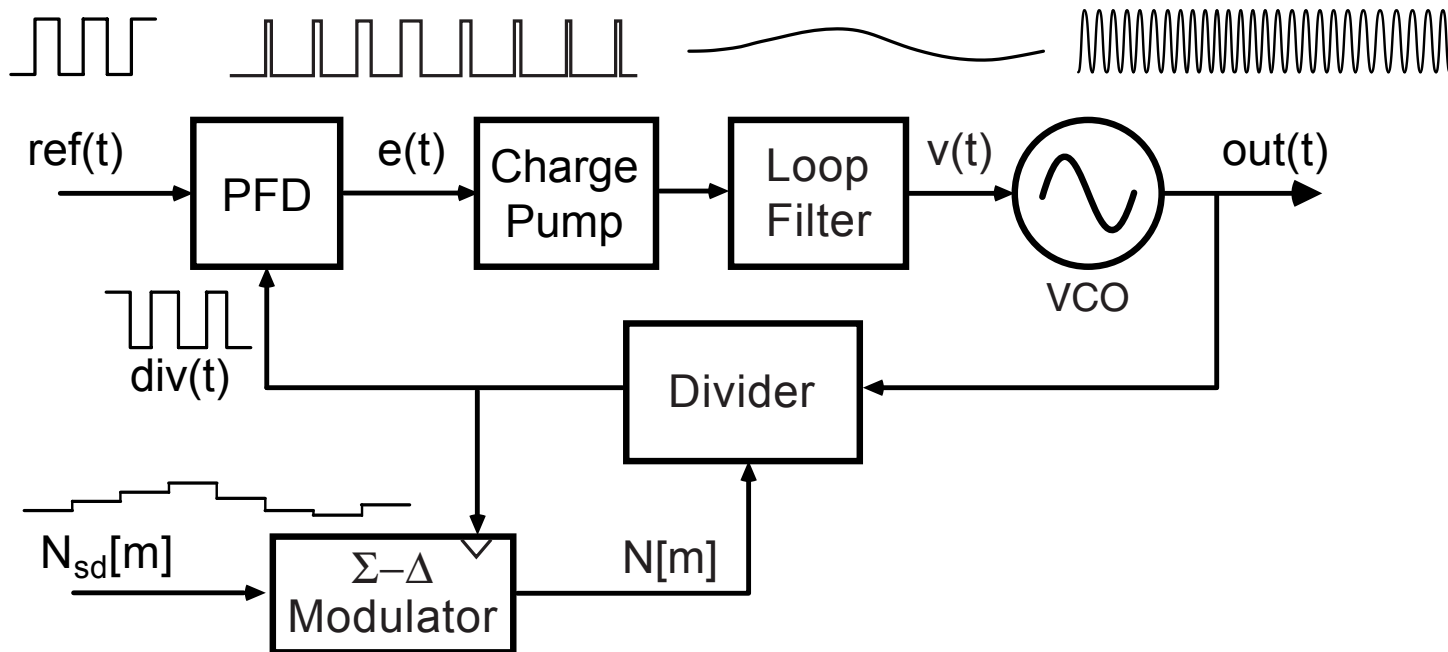 ref(t)
PFD
e(t)
Charge
Pump
Loop
Filter
v(t)
VCO
out(t)
div(t)
Divider
N_sd[m]
Σ−Δ
Modulator
N[m]